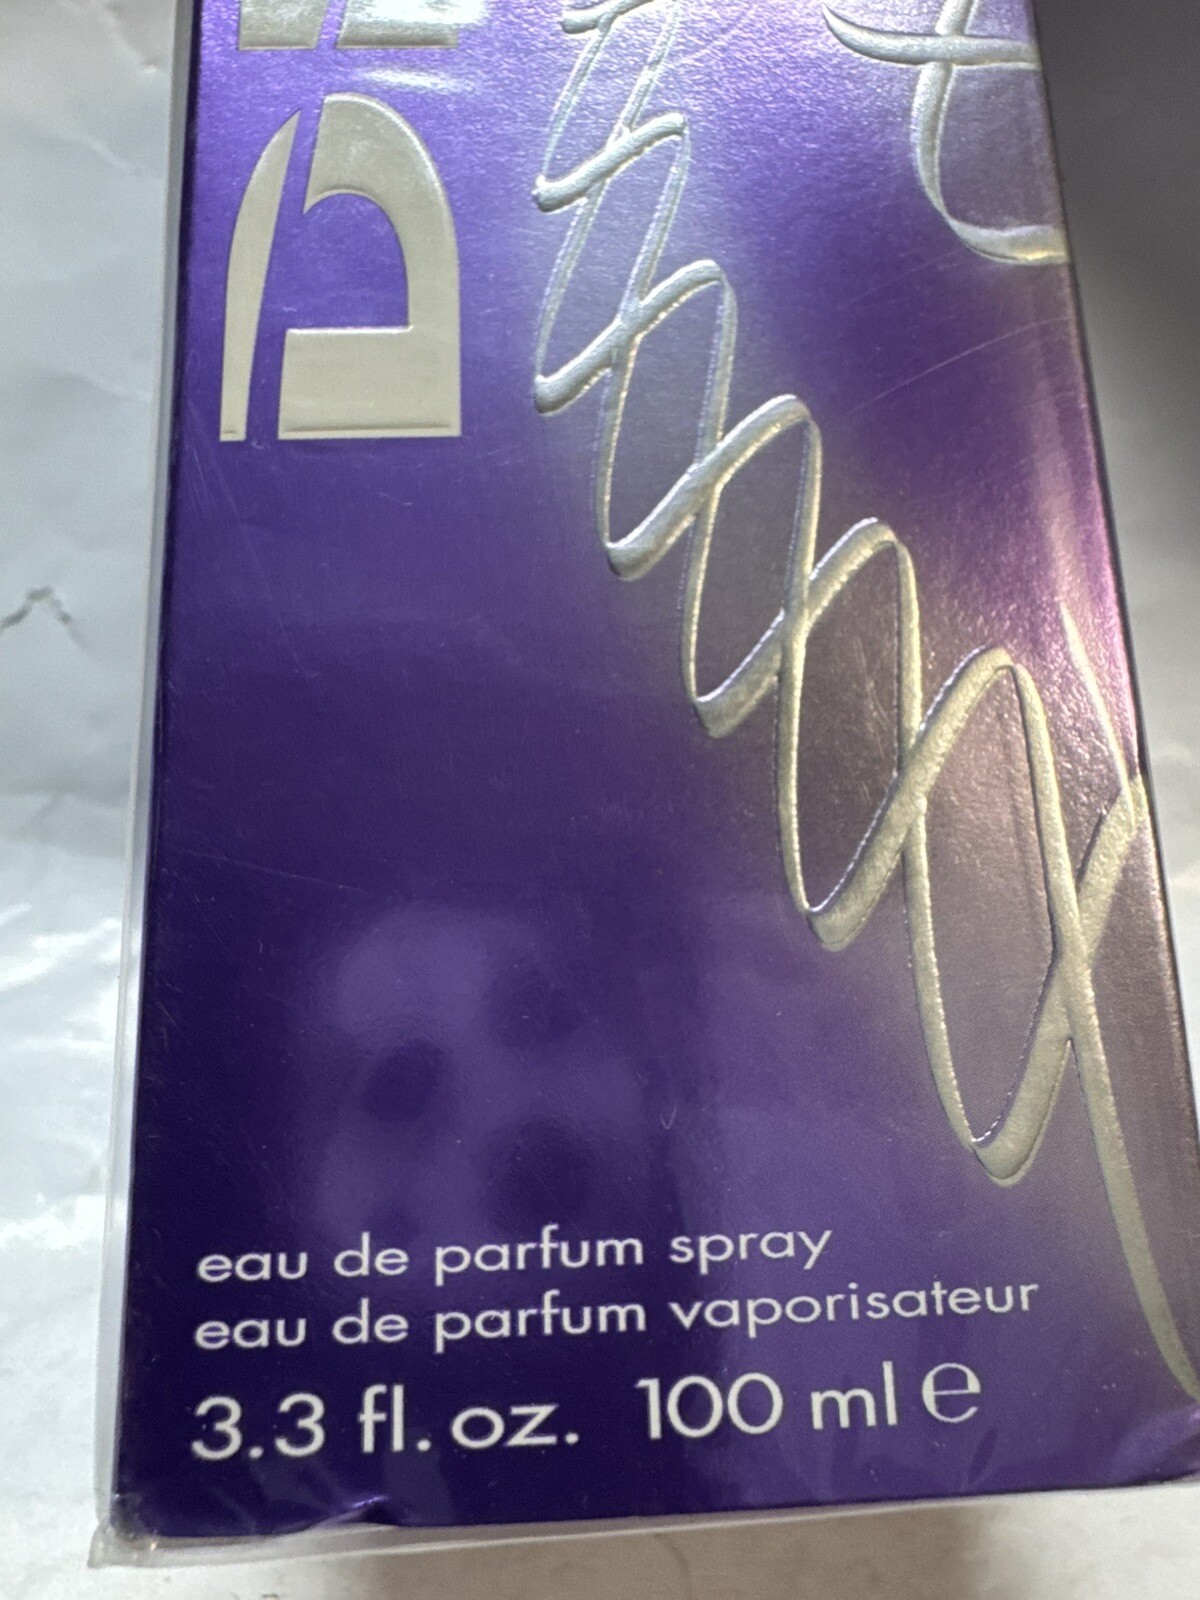 eau de parfum spray
eau de parfum vaporisateur
3.3 fl. oz. 100 ml ℮